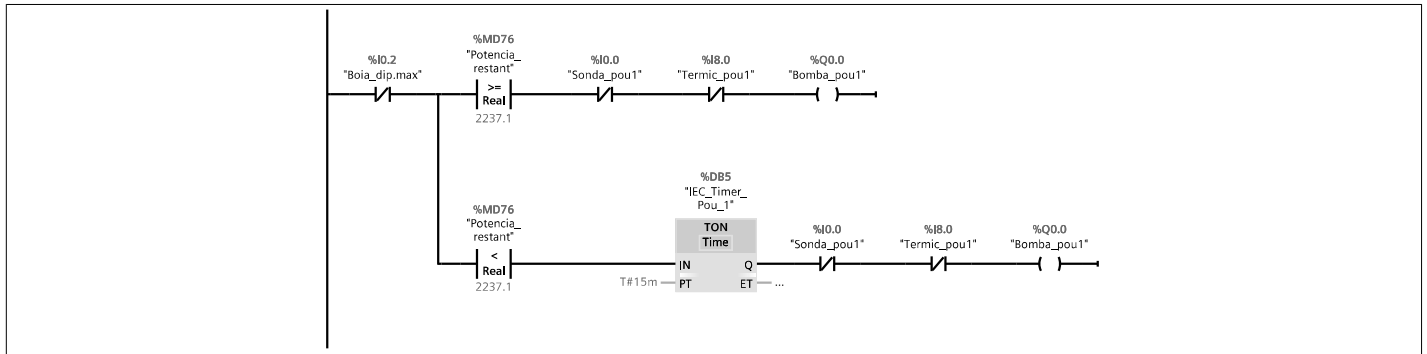 %MD76
"Potencia_
restant"
%I0.2
"Boia_dip.max"
%I0.0
"Sonda_pou1"
%I8.0
"Termic_pou1"
%Q0.0
"Bomba_pou1"
>=
Real
2237.1
%DB5
"IEC_Timer_
Pou_1"
%MD76
"Potencia_
restant"
<
Real
2237.1
TON
Time
IN
Q
T#15m
PT
ET
...
%I0.0
"Sonda_pou1"
%I8.0
"Termic_pou1"
%Q0.0
"Bomba_pou1"